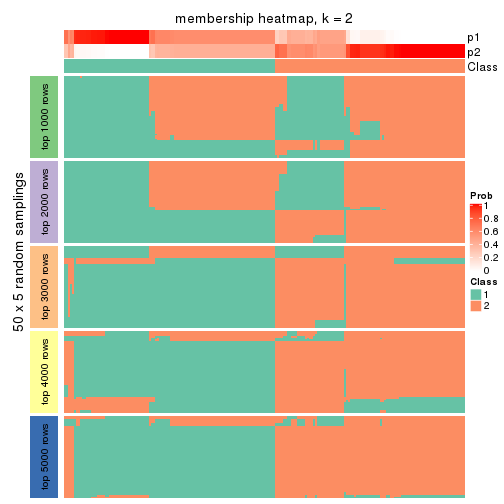 membership heatmap, k = 2
p1
p2
Class
50 x 5 random samplings
top 1000 rows
top 2000 rows
top 3000 rows
top 4000 rows
top 5000 rows
Prob
1
0.8
0.6
0.4
0.2
0
Class
1
2